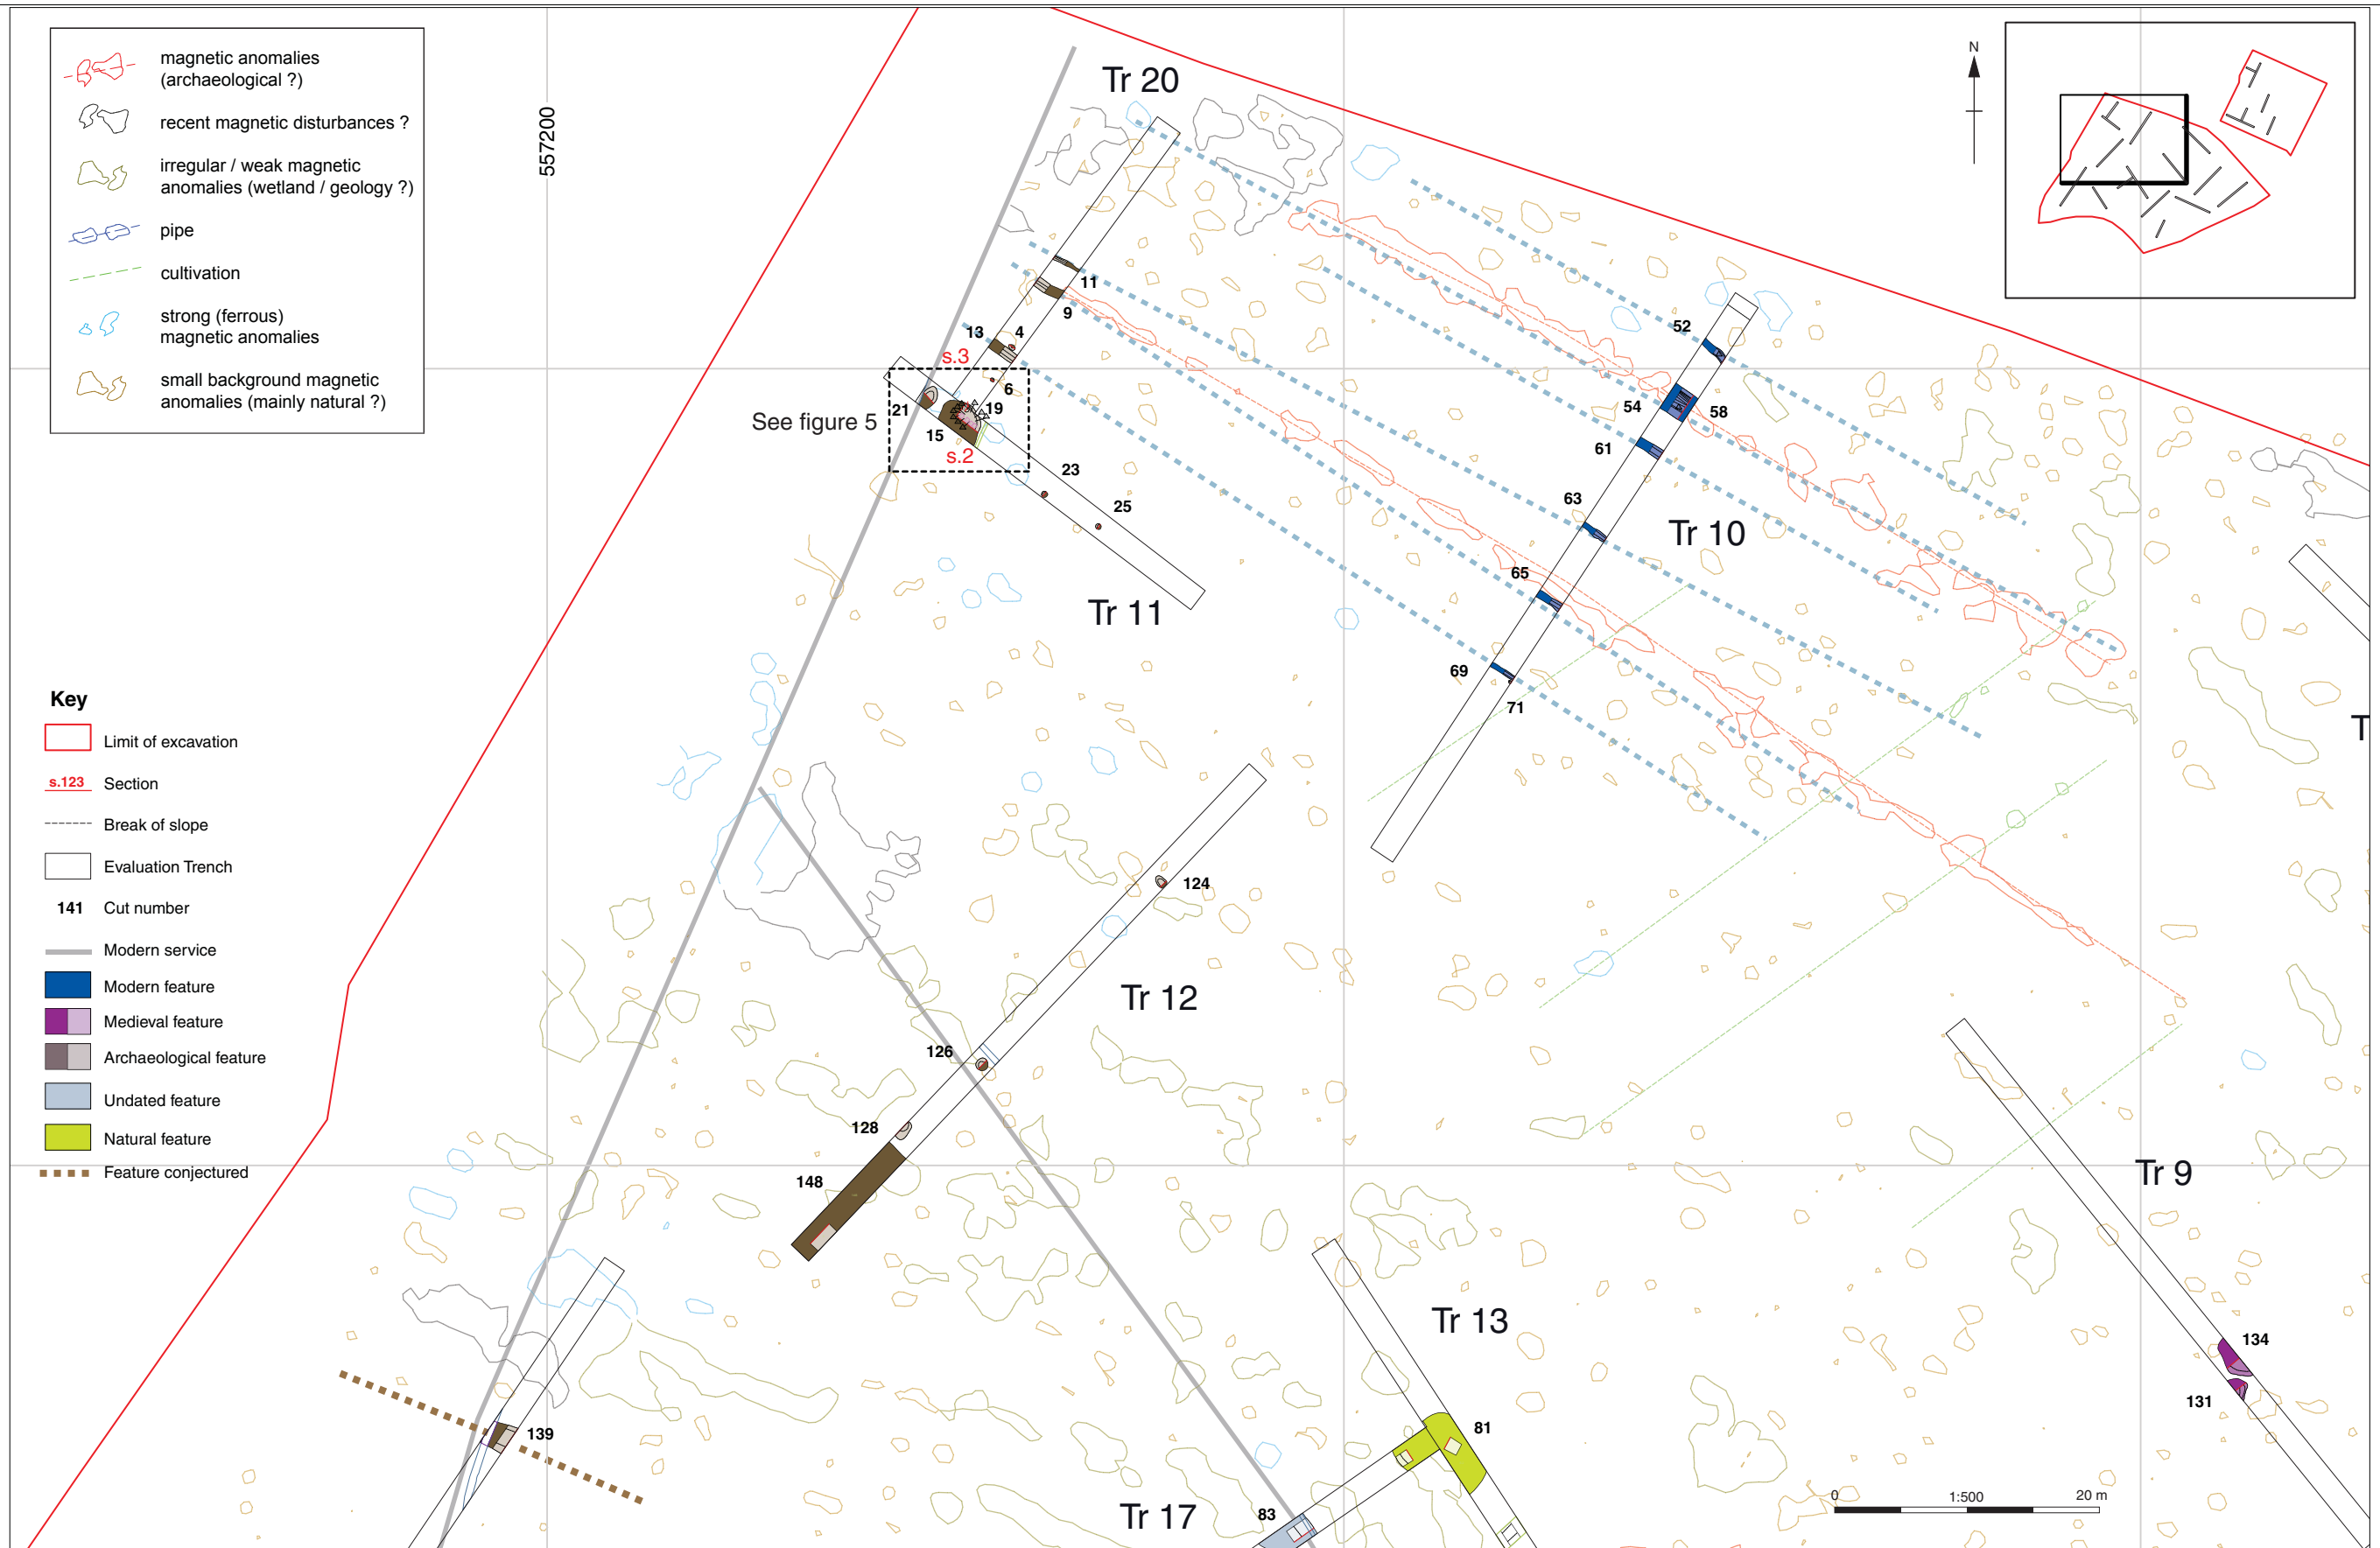 magnetic anomalies
(archaeological ?)
recent magnetic disturbances ?
irregular / weak magnetic
anomalies (wetland / geology ?)
pipe
cultivation
strong (ferrous)
magnetic anomalies
small background magnetic
anomalies (mainly natural ?)
557200
Tr 20
N
11
9
13
4
s.3
6
21
19
15
s.2
See figure 5
23
25
Tr 11
52
54
58
61
63
Tr 10
65
69
71
T
Key
Limit of excavation
s.123 Section
Break of slope
Evaluation Trench
141 Cut number
Modern service
Modern feature
Medieval feature
Archaeological feature
Undated feature
Natural feature
Feature conjectured
124
Tr 12
126
128
148
Tr 9
Tr 13
134
131
139
81
Tr 17
83
0 1:500 20 m